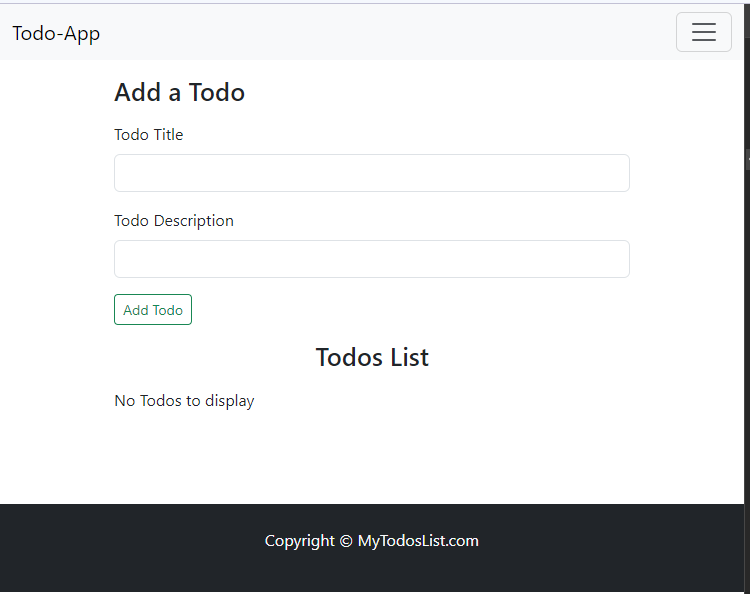 Todo-App
Add a Todo
Todo Title
Todo Description
Add Todo
Todos List
No Todos to display
Copyright © MyTodosList.com